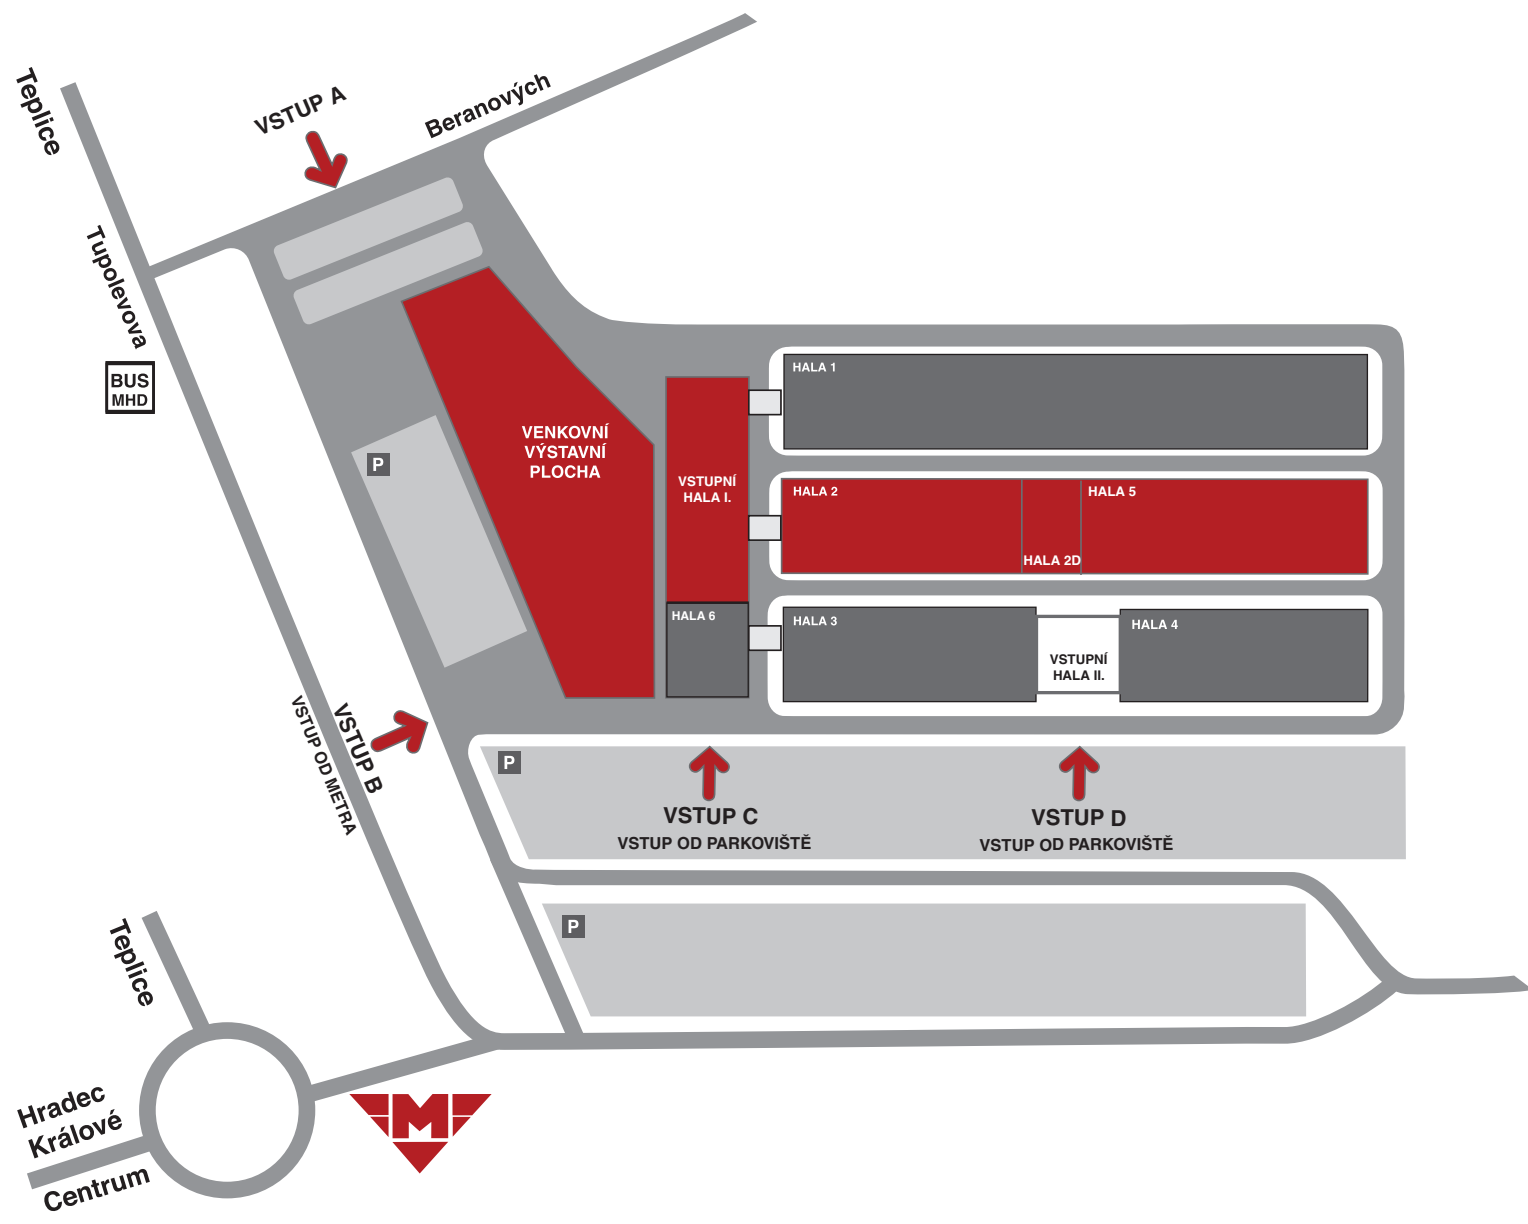 Teplice
VSTUP A
Beranových
Tupolevova
BUS
MHD
HALA 1
VENKOVNÍ
VÝSTAVNÍ
PLOCHA
P
VSTUPNÍ
HALA I.
HALA 2
HALA 5
HALA 2D
HALA 6
HALA 3
HALA 4
VSTUPNÍ
HALA II.
VSTUP B
VSTUP OD METRA
P
VSTUP C
VSTUP OD PARKOVIŠTĚ
VSTUP D
VSTUP OD PARKOVIŠTĚ
P
Teplice
Hradec
Králové
Centrum
M